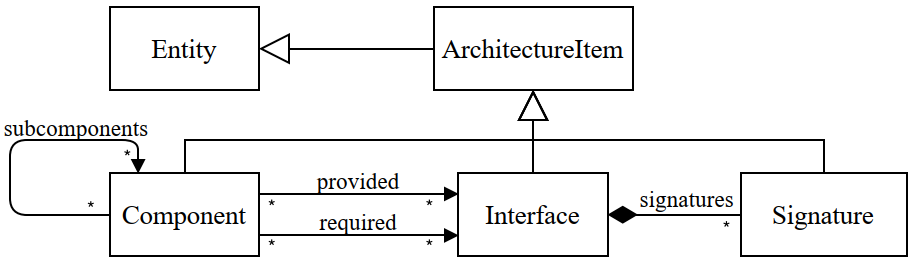 Entity
ArchitectureItem
subcomponents
*
*
Component
provided
*
*
required
*
*
Interface
signatures
*
Signature